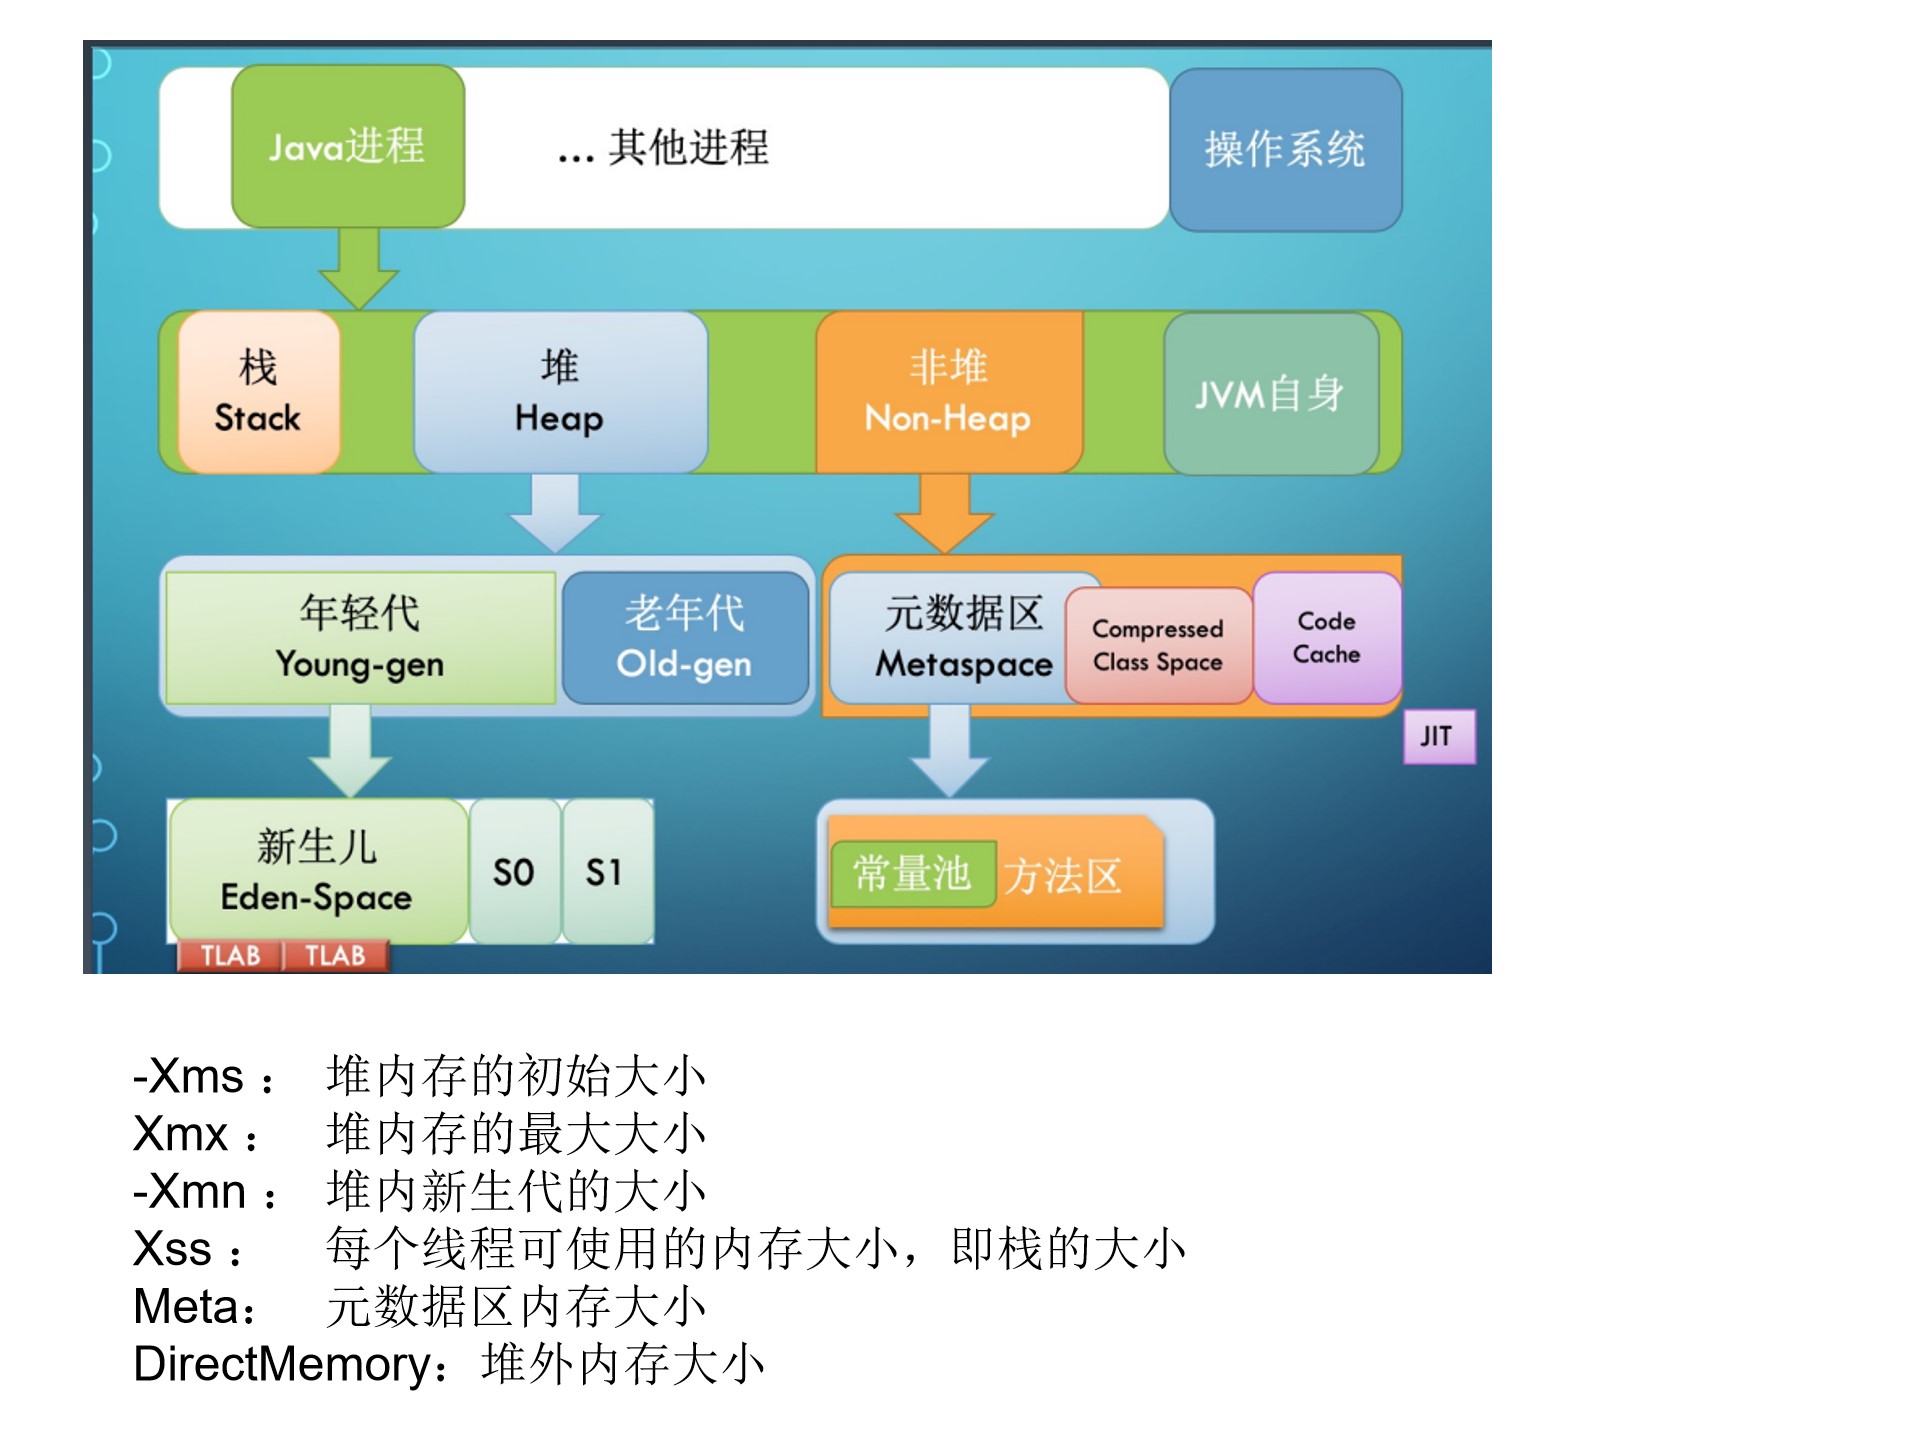 Java进程
... 其他进程
操作系统
栈
Stack
堆
Heap
非堆
Non-Heap
JVM自身
年轻代
Young-gen
老年代
Old-gen
元数据区
Metaspace
Compressed
Class Space
Code
Cache
JIT
新生儿
Eden-Space
S0
S1
常量池
方法区
TLAB
TLAB
-Xms： 堆内存的初始大小
Xmx： 堆内存的最大大小
-Xmn： 堆内新生代的大小
Xss： 每个线程可使用的内存大小，即栈的大小
Meta： 元数据区内存大小
DirectMemory：堆外内存大小